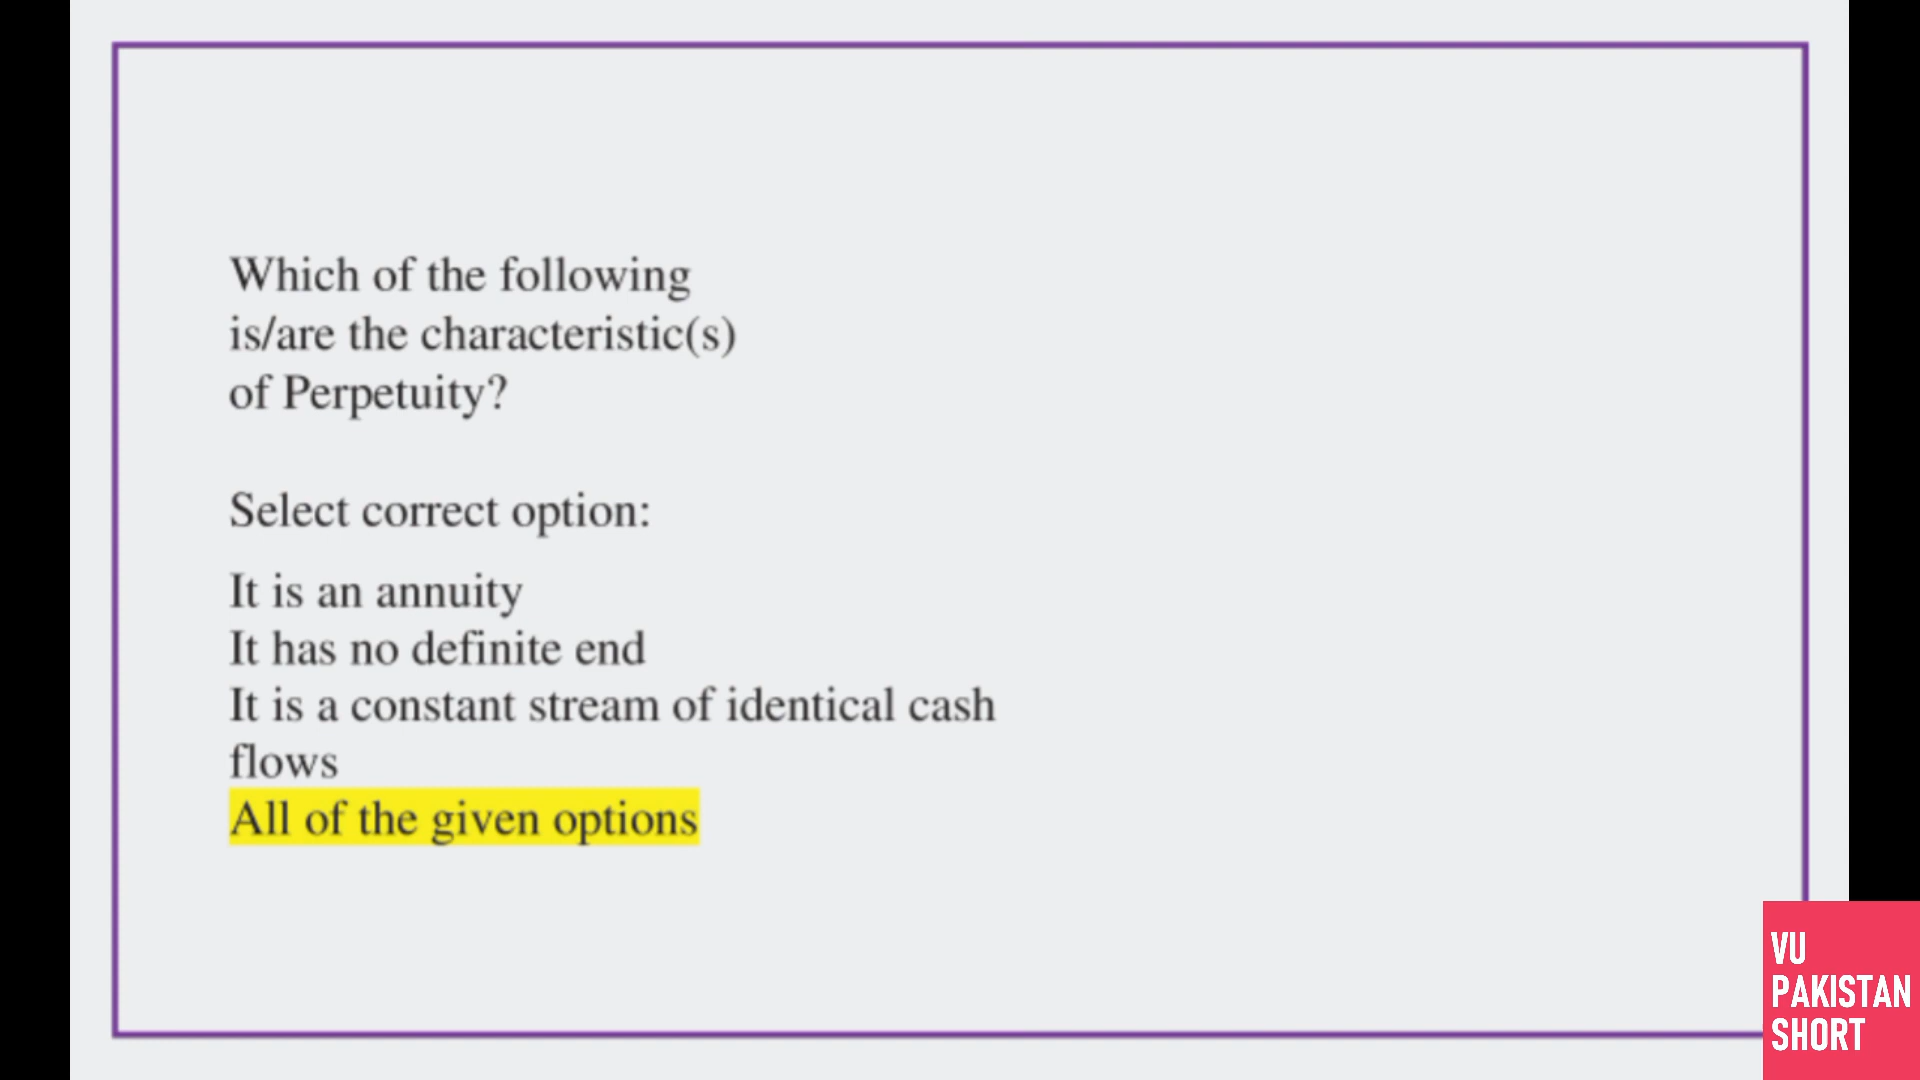 Which of the following
is/are the characteristic(s)
of Perpetuity?
Select correct option:
It is an annuity
It has no definite end
It is a constant stream of identical cash
flows
All of the given options
VU
PAKISTAN
SHORT